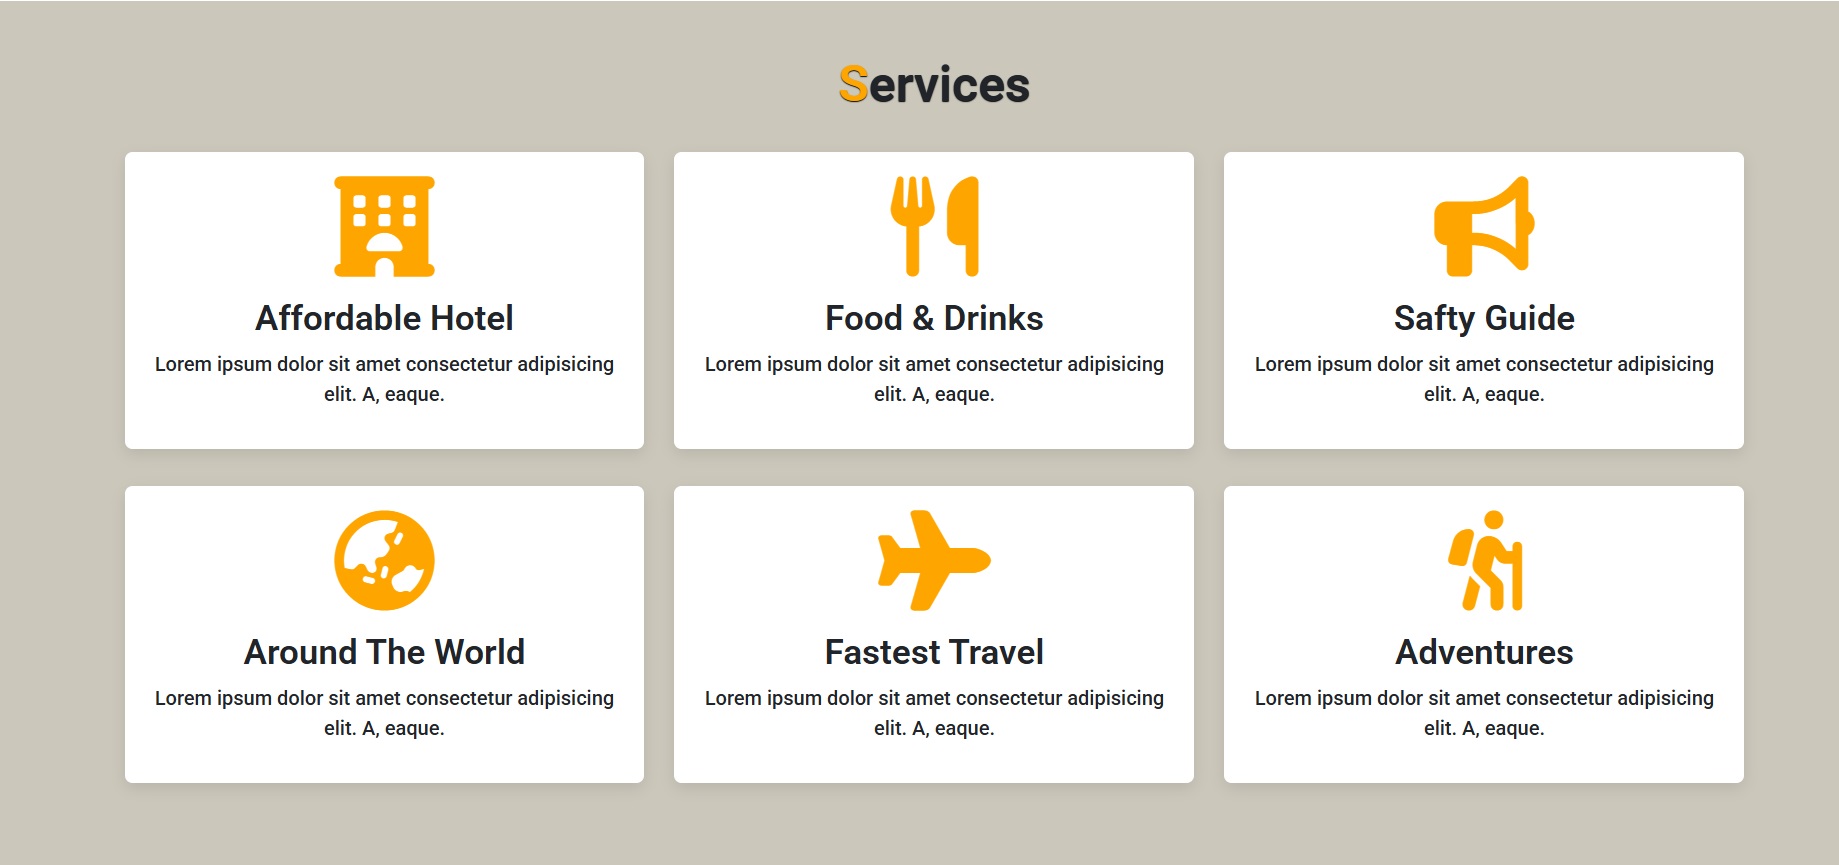 Services
Affordable Hotel
Lorem ipsum dolor sit amet consectetur adipisicing
elit. A, eaque.
Food & Drinks
Lorem ipsum dolor sit amet consectetur adipisicing
elit. A, eaque.
Safty Guide
Lorem ipsum dolor sit amet consectetur adipisicing
elit. A, eaque.
Around The World
Lorem ipsum dolor sit amet consectetur adipisicing
elit. A, eaque.
Fastest Travel
Lorem ipsum dolor sit amet consectetur adipisicing
elit. A, eaque.
Adventures
Lorem ipsum dolor sit amet consectetur adipisicing
elit. A, eaque.